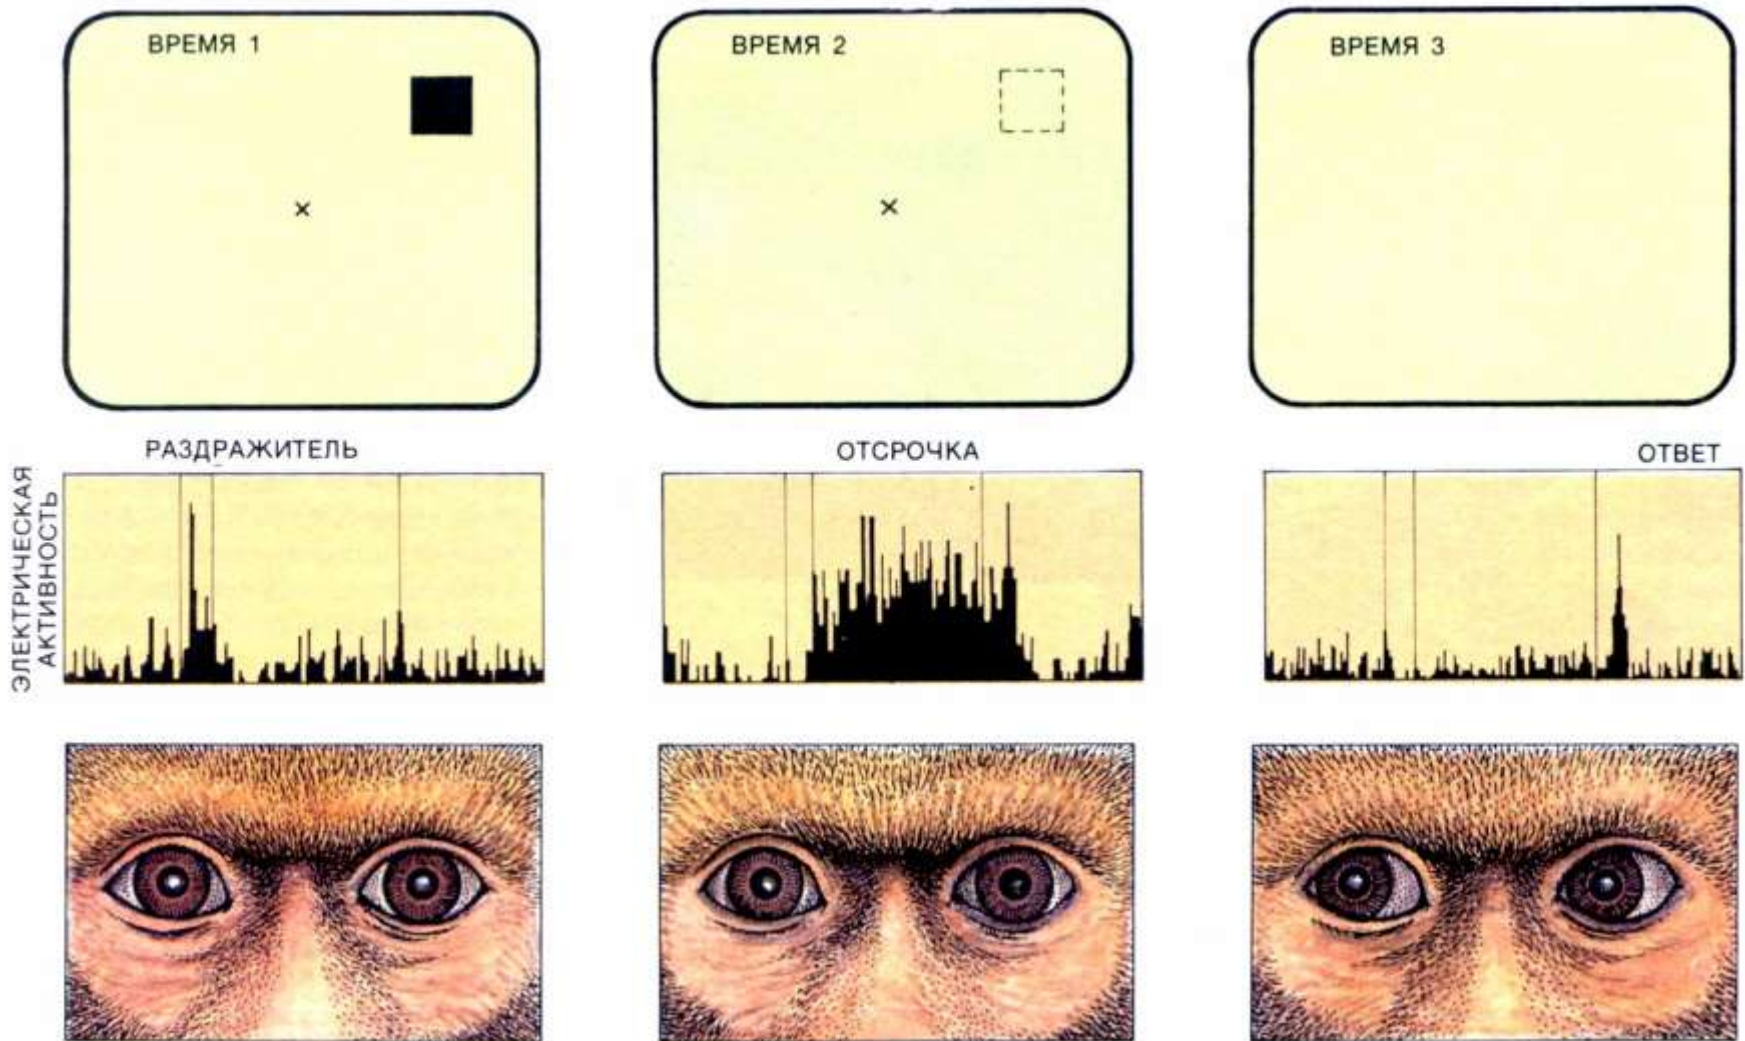 ВРЕМЯ 1
ВРЕМЯ 2
ВРЕМЯ 3
РАЗДРАЖИТЕЛЬ
ОТСРОЧКА
ОТВЕТ
ЭЛЕКТРИЧЕСКАЯ
АКТИВНОСТЬ